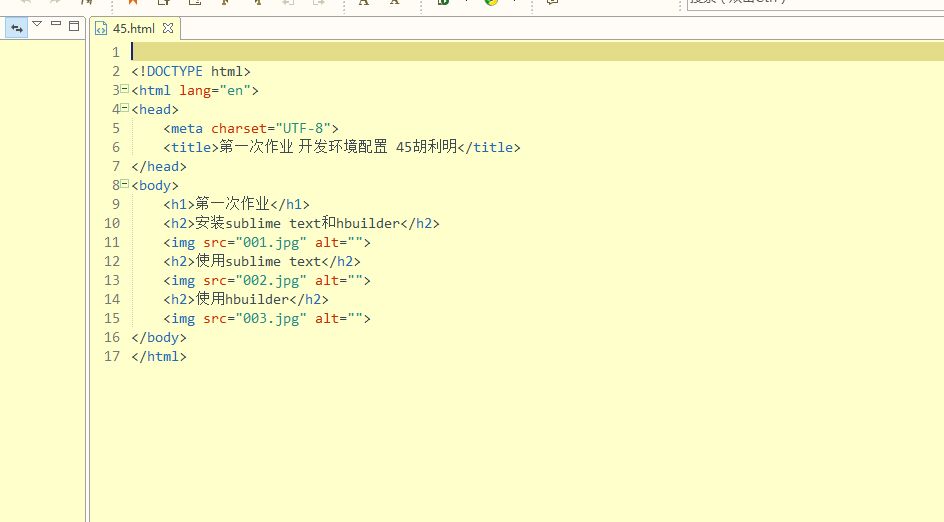 45.html
1
2 <!DOCTYPE html>
3 <html lang="en">
4 <head>
5 <meta charset="UTF-8">
6 <title>第一次作业 开发环境配置 45胡利明</title>
7 </head>
8 <body>
9 <h1>第一次作业</h1>
10 <h2>安装sublime text和hbuilder</h2>
11 <img src="001.jpg" alt="">
12 <h2>使用sublime text</h2>
13 <img src="002.jpg" alt="">
14 <h2>使用hbuilder</h2>
15 <img src="003.jpg" alt="">
16 </body>
17 </html>